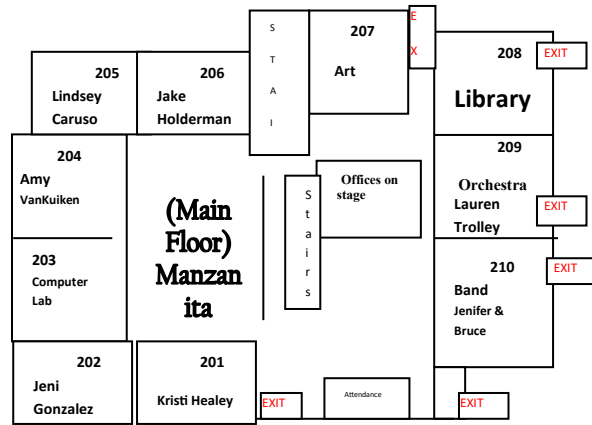 S
T
A
I
207
Art
E
X
208
Library
EXIT
205
Lindsey
Caruso
206
Jake
Holderman
204
Amy
VanKuiken
(Main
Floor)
Manzan
ita
S
t
a
i
r
s
Offices on
stage
209
Orchestra
Lauren
Trolley
EXIT
203
Computer
Lab
210
Band
Jenifer &
Bruce
EXIT
202
Jeni
Gonzalez
201
Kristi Healey
EXIT
Attendance
EXIT